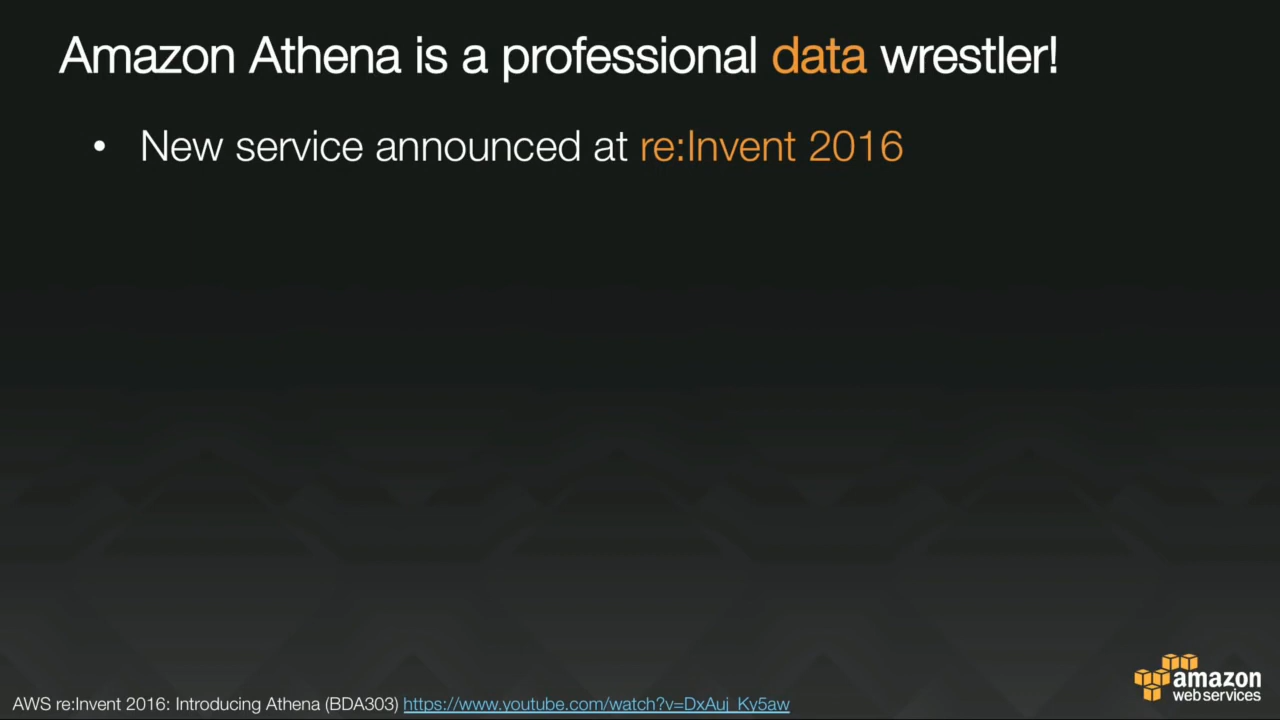 Amazon Athena is a professional data wrestler!
• New service announced at re:Invent 2016
amazon
web services
AWS re:Invent 2016: Introducing Athena (BDA303) https://www.youtube.com/watch?v=DxAuj_Ky5aw